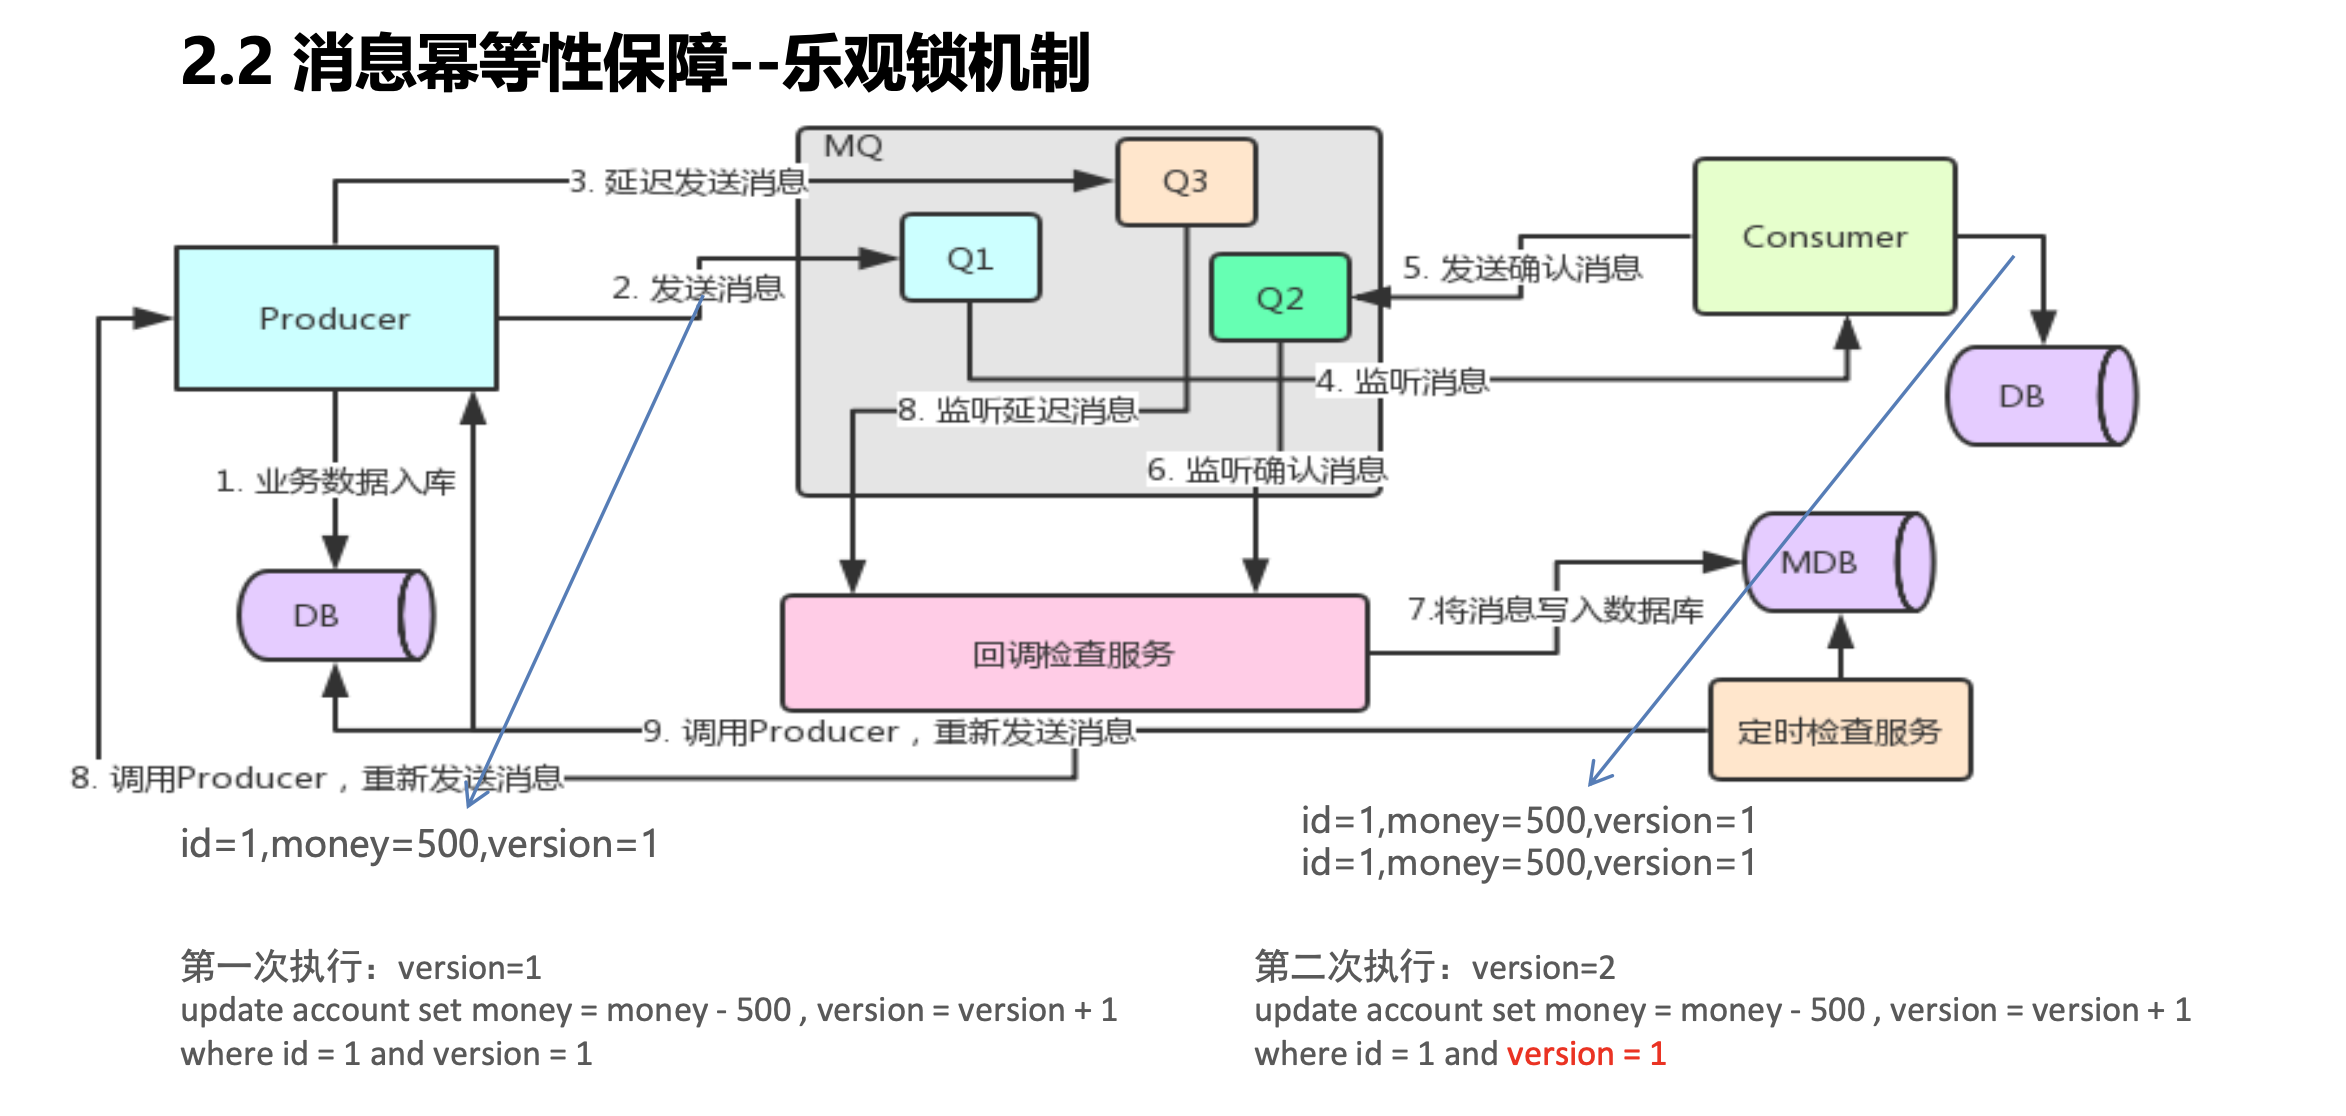 2.2 消息幂等性保障--乐观锁机制
MQ
3. 延迟发送消息
Q3
Q1
Consumer
5. 发送确认消息
2. 发送消息
Q2
Producer
4. 监听消息
DB
8. 监听延迟消息
6. 监听确认消息
1. 业务数据入库
MDB
DB
7.将消息写入数据库
回调检查服务
9. 调用Producer，重新发送消息
定时检查服务
8. 调用Producer，重新发送消息
id=1,money=500,version=1
id=1,money=500,version=1
id=1,money=500,version=1
第一次执行：version=1
update account set money = money - 500 , version = version + 1
where id = 1 and version = 1
第二次执行：version=2
update account set money = money - 500 , version = version + 1
where id = 1 and version = 1